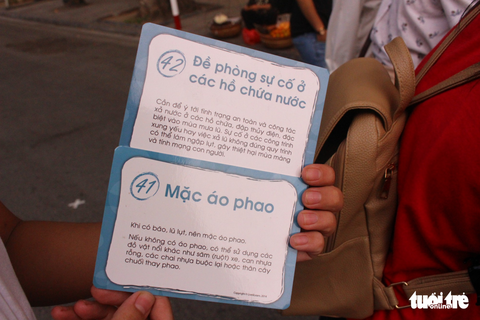 tuổi trẻ
42
Đề phòng sự cố ở
các hồ chứa nước
Cần để ý tới tình trạng an toàn và công tác
xả nước ở các hồ chứa, đập thủy điện, đặc
biệt vào mùa mưa lũ. Sự cố ở các công trình
xung yếu hay việc xả lũ không đúng quy trình
có thể làm ngập lụt, gây thiệt hại mùa màng
và tính mạng con người.
41
Mặc áo phao
Khi có bão, lũ lụt, nên mặc áo phao.
Nếu không có áo phao, có thể sử dụng các
đồ vật nổi khác như săm (ruột) xe, can nhựa
rỗng, các chai nhựa buộc lại hoặc thân cây
chuối thay phao.
tuổi trẻ
online